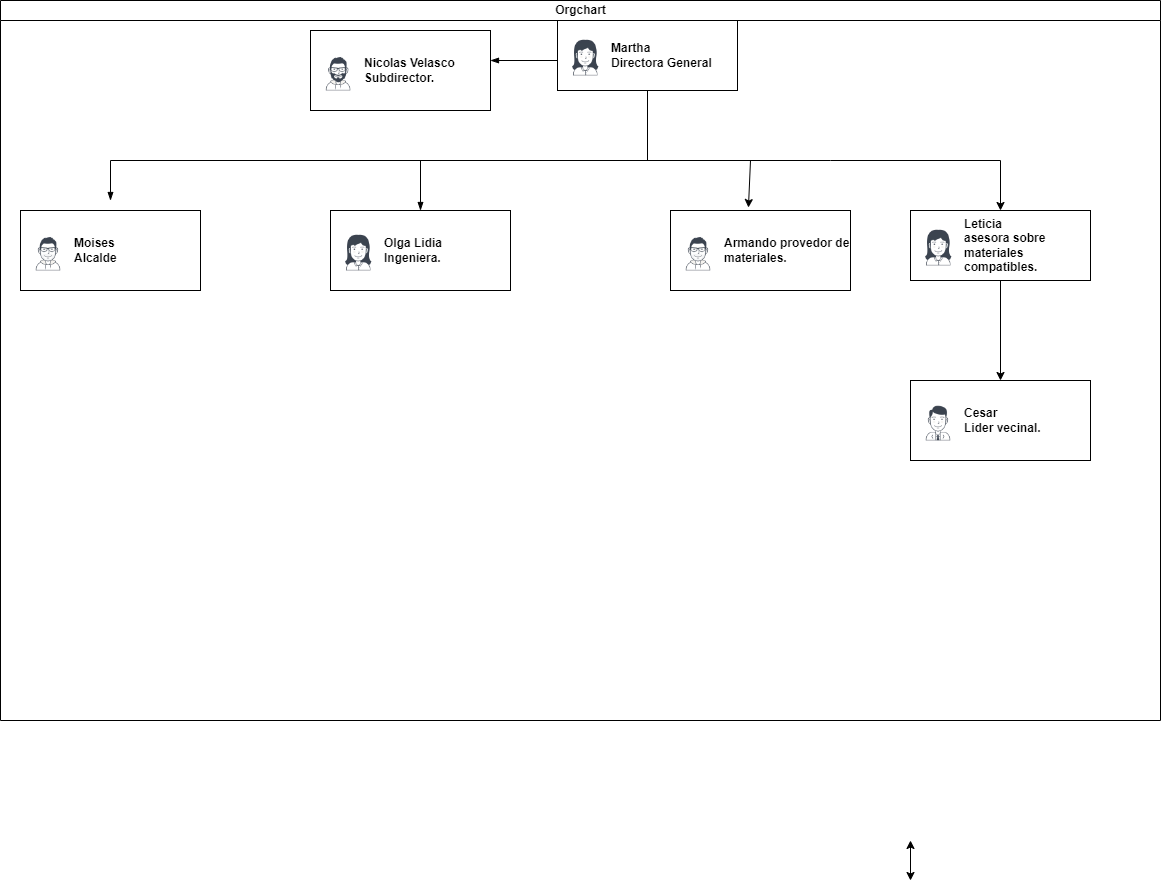 Orgchart
Martha
Directora General
Nicolas Velasco
Subdirector.
Moises
Alcalde
Olga Lidia
Ingeniera.
Armando provedor de
materiales.
Leticia
asesora sobre
materiales
compatibles.
Cesar
Lider vecinal.